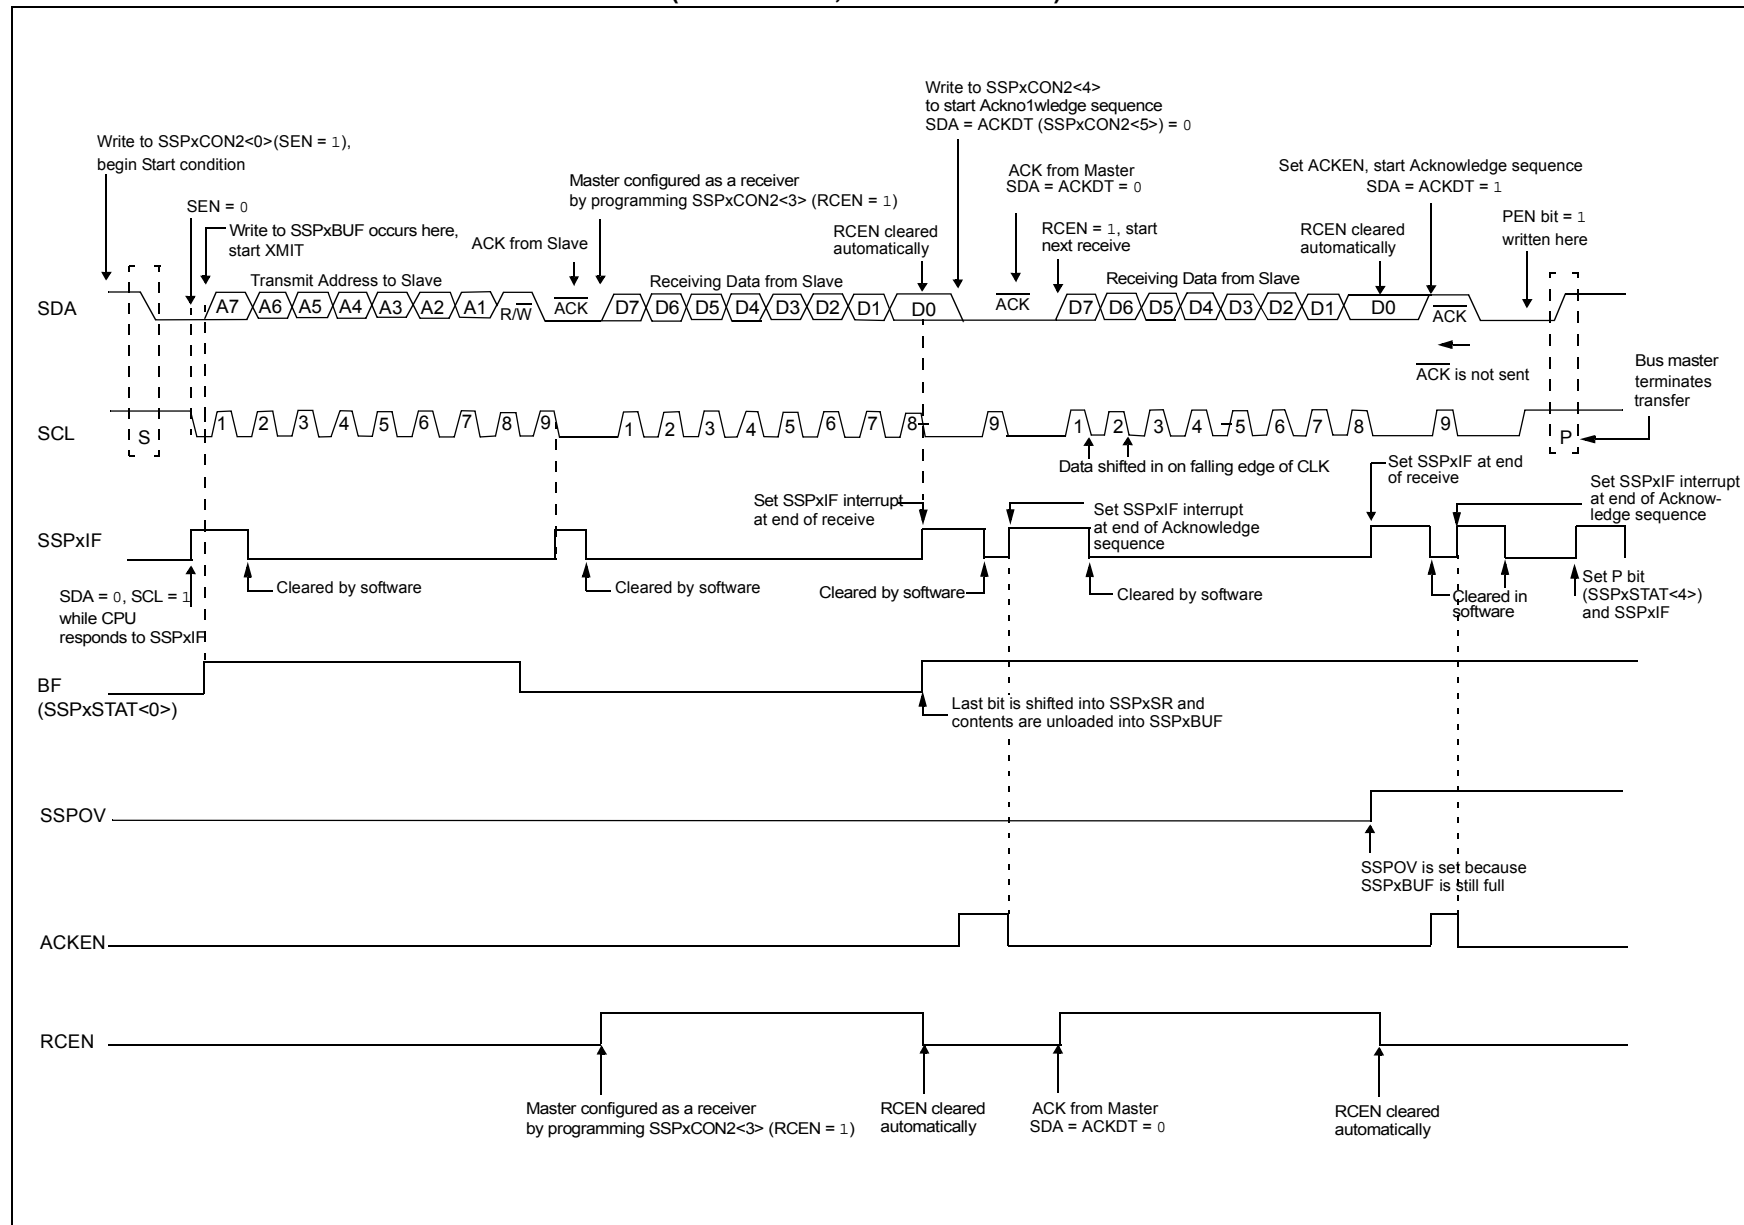 Write to SSPxCON2<4>
to start Ackno1wledge sequence
SDA = ACKDT (SSPxCON2<5>) = 0
Write to SSPxCON2<0>(SEN = 1),
begin Start condition
Master configured as a receiver
by programming SSPxCON2<3> (RCEN = 1)
ACK from Master
SDA = ACKDT = 0
Set ACKEN, start Acknowledge sequence
SDA = ACKDT = 1
SEN = 0
Write to SSPxBUF occurs here,
start XMIT
ACK from Slave
RCEN cleared
automatically
RCEN = 1, start
next receive
RCEN cleared
automatically
PEN bit = 1
written here
Transmit Address to Slave
Receiving Data from Slave
Receiving Data from Slave
SDA
A7 A6 A5 A4 A3 A2 A1 R/W ACK D7 D6 D5 D4 D3 D2 D1 D0 ACK D7 D6 D5 D4 D3 D2 D1 D0 ACK
ACK is not sent
Bus master
terminates
transfer
SCL
S 1 2 3 4 5 6 7 8 9 1 2 3 4 5 6 7 8 9 1 2 3 4 5 6 7 8 9 P
Data shifted in on falling edge of CLK
Set SSPxIF interrupt
at end of receive
Set SSPxIF interrupt
at end of Acknowledge
sequence
Set SSPxIF at end
of receive
Set SSPxIF interrupt
at end of Acknow-
ledge sequence
SSPxIF
SDA = 0, SCL = 1
while CPU
responds to SSPxIF
Cleared by software
Cleared by software
Cleared by software
Cleared by software
Cleared in
software
Set P bit
(SSPxSTAT<4>)
and SSPxIF
BF
(SSPxSTAT<0>)
Last bit is shifted into SSPxSR and
contents are unloaded into SSPxBUF
SSPOV
SSPOV is set because
SSPxBUF is still full
ACKEN
RCEN
Master configured as a receiver
by programming SSPxCON2<3> (RCEN = 1)
RCEN cleared
automatically
ACK from Master
SDA = ACKDT = 0
RCEN cleared
automatically